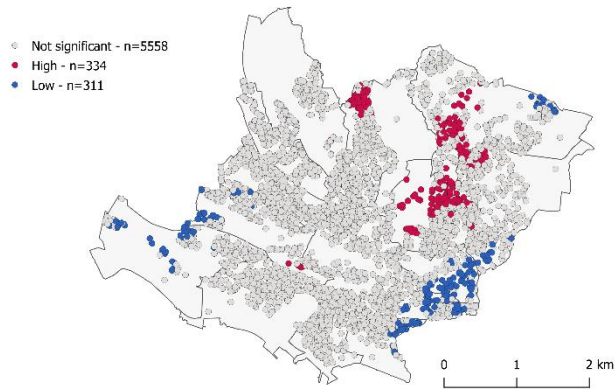 Not significant - n=5558
High - n=334
Low - n=311
0 1 2 km